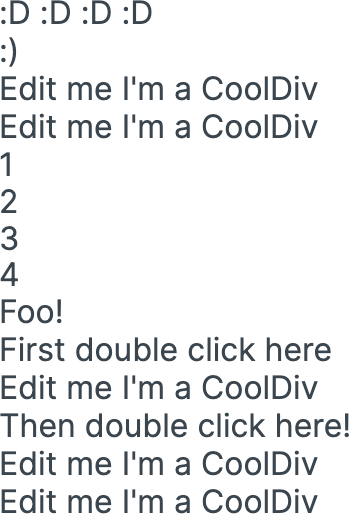 :D :D :D :D
:)
Edit me I'm a CoolDiv
Edit me I'm a CoolDiv
1
2
3
4
Foo!
First double click here
Edit me I'm a CoolDiv
Then double click here!
Edit me I'm a CoolDiv
Edit me I'm a CoolDiv